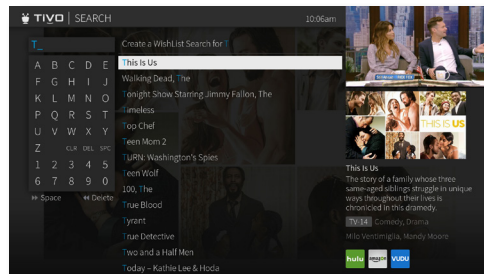 TIVO | SEARCH
10:06am
T_
A B C D E
F G H I J
K L M N O
P Q R S T
U V W X Y
Z CLR DEL SPC
1 2 3 4 5
6 7 8 9 0
Space Delete
Create a WishList Search for T
This Is Us
Walking Dead, The
Tonight Show Starring Jimmy Fallon, The
Timeless
Top Chef
Teen Mom 2
TURN: Washington's Spies
Teen Wolf
100, The
True Blood
Tyrant
True Detective
Two and a Half Men
Today – Kathie Lee & Hoda
THIS IS US
This Is Us
The story of a family whose three
same-aged siblings struggle in unique
ways throughout their lives is
chronicled in this dramedy.
TV-14 Comedy, Drama
Milo Ventimiglia, Mandy Moore
hulu amazon VUDU